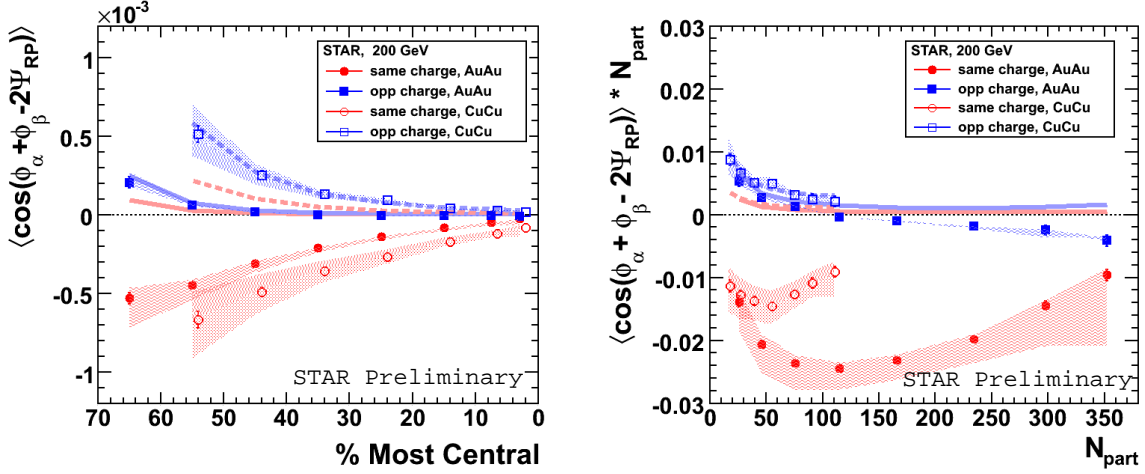 ×10⁻³
⟨cos(ϕα +ϕβ -2ΨRP)⟩
1
0.5
0
-0.5
-1
STAR, 200 GeV
same charge, AuAu
opp charge, AuAu
same charge, CuCu
opp charge, CuCu
STAR Preliminary
70 60 50 40 30 20 10 0
% Most Central
⟨cos(ϕα + ϕβ - 2ΨRP)⟩ * Npart
0.03
0.02
0.01
0
-0.01
-0.02
-0.03
STAR, 200 GeV
same charge, AuAu
opp charge, AuAu
same charge, CuCu
opp charge, CuCu
STAR Preliminary
0 50 100 150 200 250 300 350
Npart